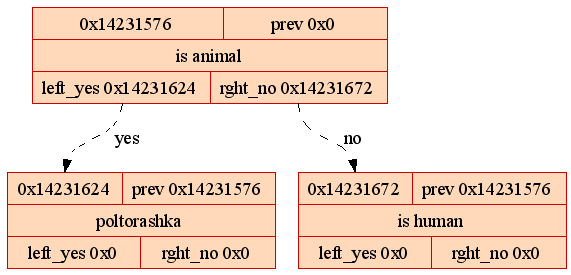 0x14231576 prev 0x0
is animal
left_yes 0x14231624 rght_no 0x14231672
yes no
0x14231624 prev 0x14231576 0x14231672 prev 0x14231576
poltorashka is human
left_yes 0x0 rght_no 0x0 left_yes 0x0 rght_no 0x0